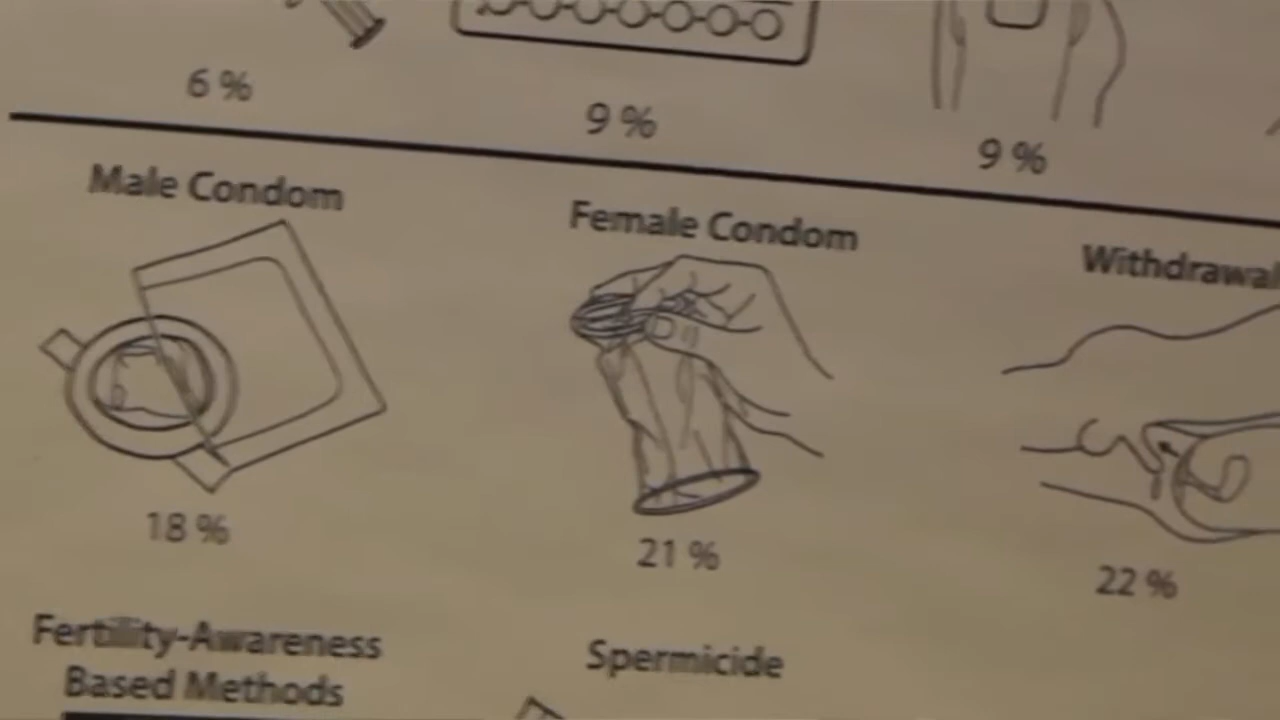 6 %
9 %
9 %
Male Condom
Female Condom
Withdrawal
18 %
21 %
22 %
Fertility-Awareness
Based Methods
Spermicide